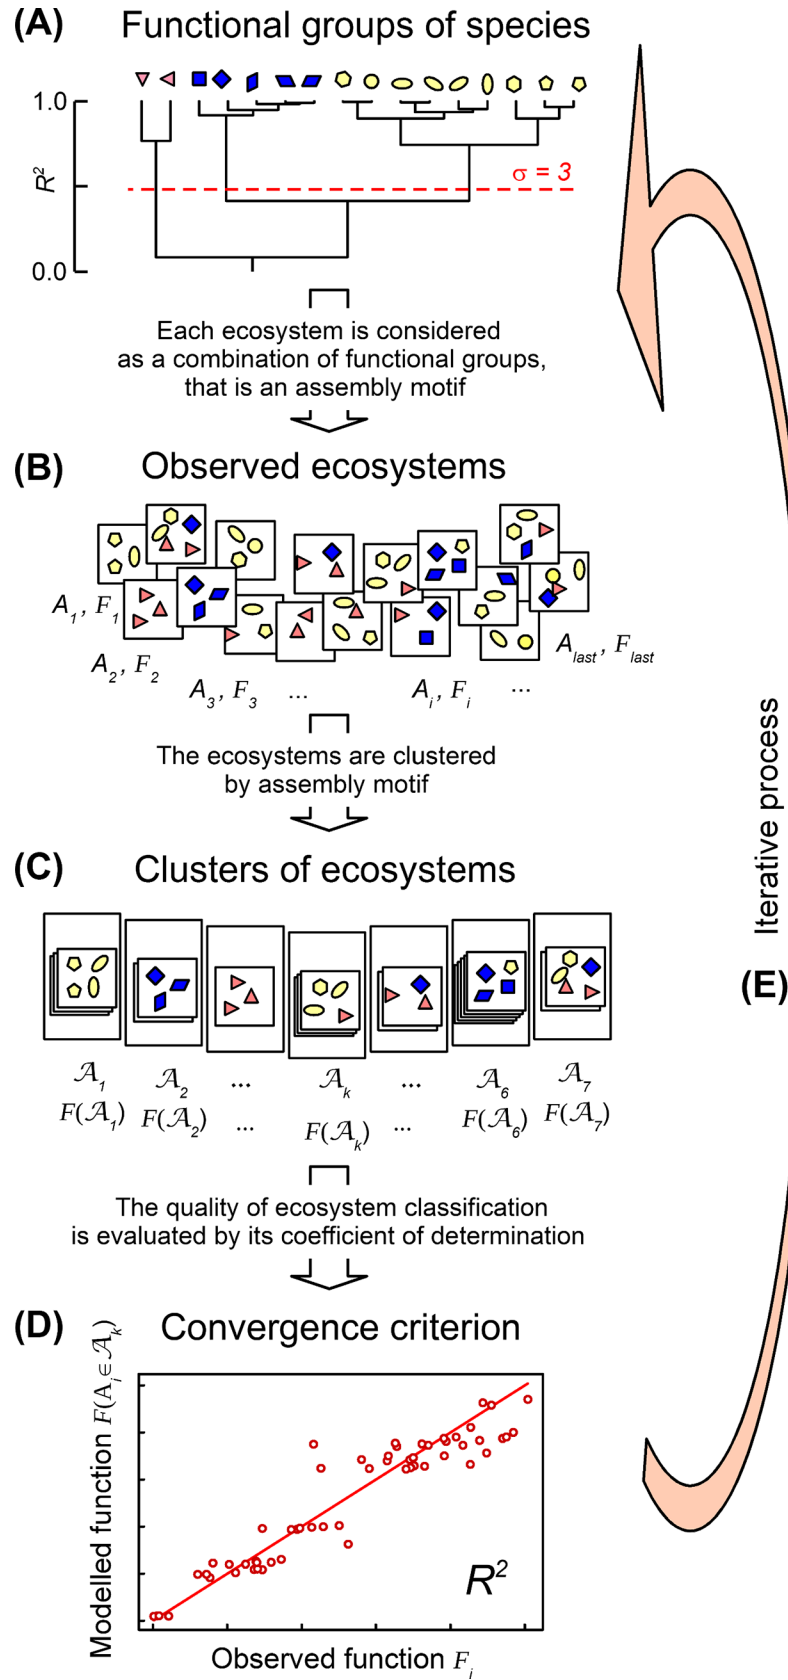 (A) Functional groups of species
1.0
R²
σ = 3
0.0
Each ecosystem is considered
as a combination of functional groups,
that is an assembly motif
(B) Observed ecosystems
A₁, F₁
A₂, F₂
A₃, F₃
...
Aᵢ, Fᵢ
...
A_last, F_last
The ecosystems are clustered
by assembly motif
(C) Clusters of ecosystems
𝒜₁ 𝒜₂ ... 𝒜ₖ ... 𝒜₆ 𝒜₇
F(𝒜₁) F(𝒜₂) ... F(𝒜ₖ) ... F(𝒜₆) F(𝒜₇)
The quality of ecosystem classification
is evaluated by its coefficient of determination
(D) Convergence criterion
Modelled function F(Aᵢ ∈ 𝒜ₖ)
R²
Observed function Fᵢ
(E)
Iterative process